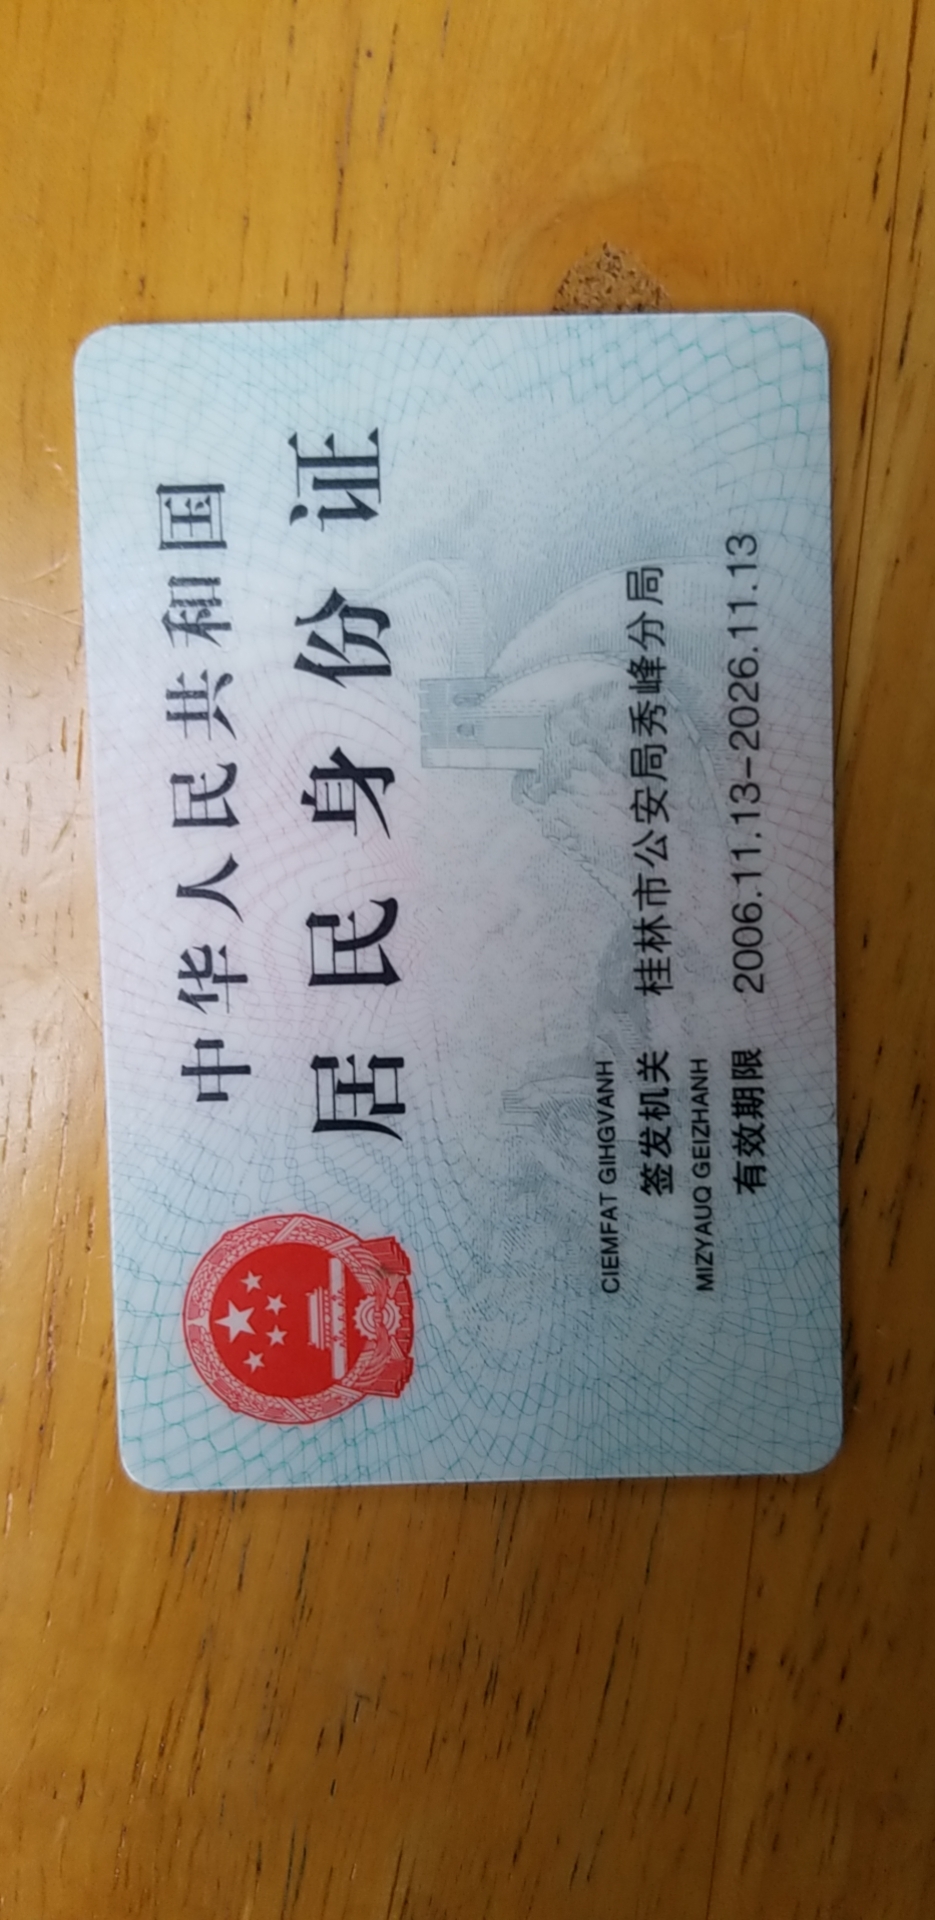 中华人民共和国
居民身份证
CIEMFAT GIHGVANH
签发机关 桂林市公安局秀峰分局
MIZYAUQ GEIZHANH
有效期限 2006.11.13-2026.11.13